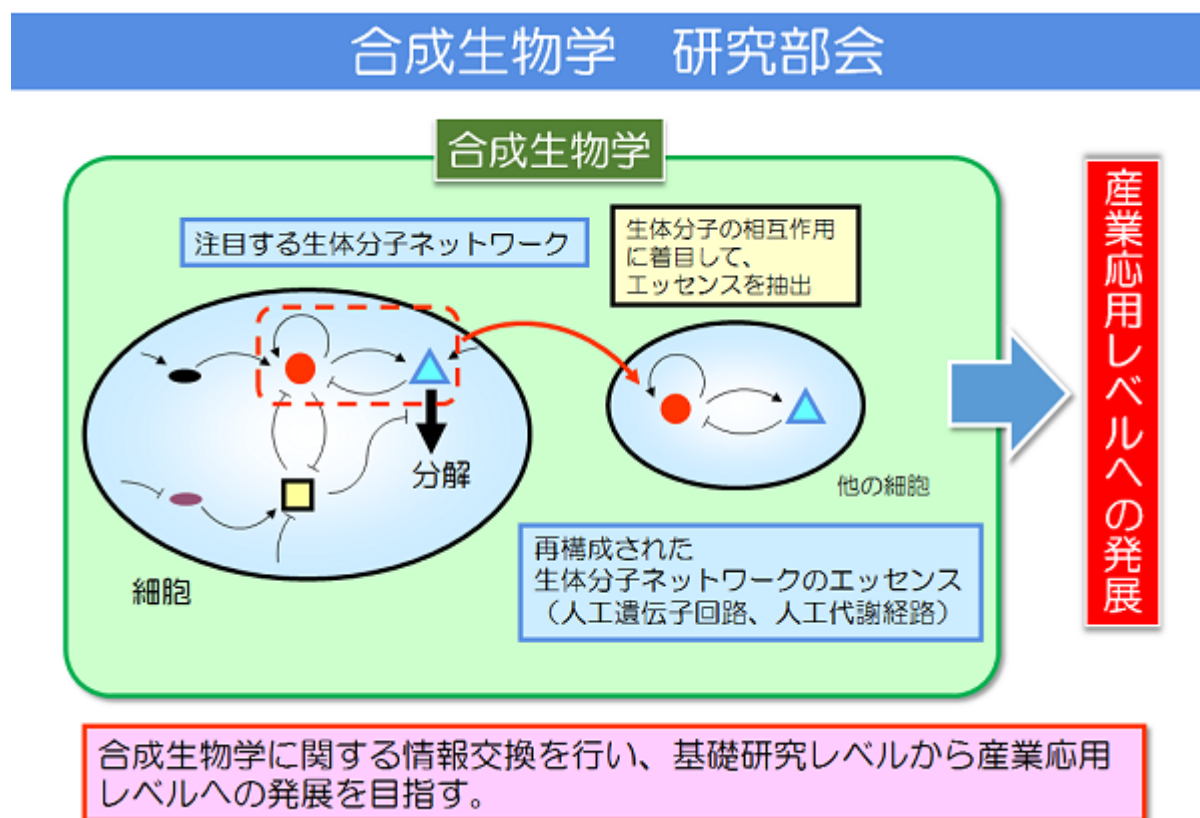 合成生物学　研究部会
合成生物学
注目する生体分子ネットワーク
生体分子の相互作用
に着目して、
エッセンスを抽出
分解
細胞
他の細胞
再構成された
生体分子ネットワークのエッセンス
（人工遺伝子回路、人工代謝経路）
産業応用レベルへの発展
合成生物学に関する情報交換を行い、基礎研究レベルから産業応用
レベルへの発展を目指す。